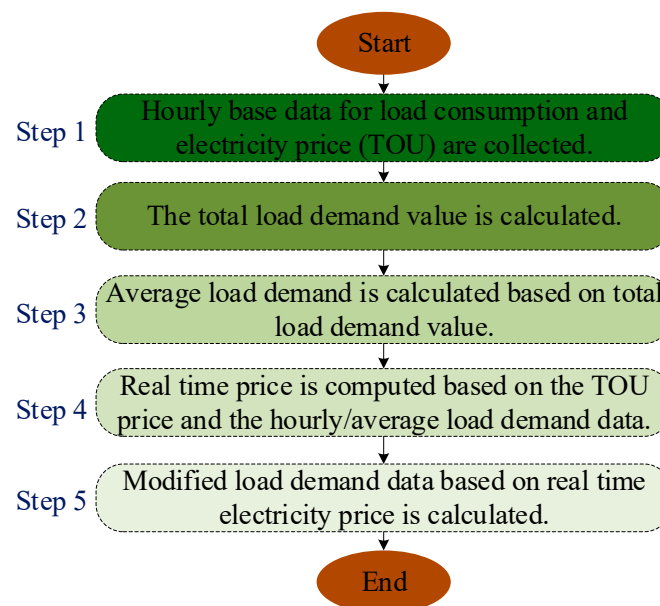 Start
Step 1
Hourly base data for load consumption and
electricity price (TOU) are collected.
Step 2
The total load demand value is calculated.
Step 3
Average load demand is calculated based on total
load demand value.
Step 4
Real time price is computed based on the TOU
price and the hourly/average load demand data.
Step 5
Modified load demand data based on real time
electricity price is calculated.
End